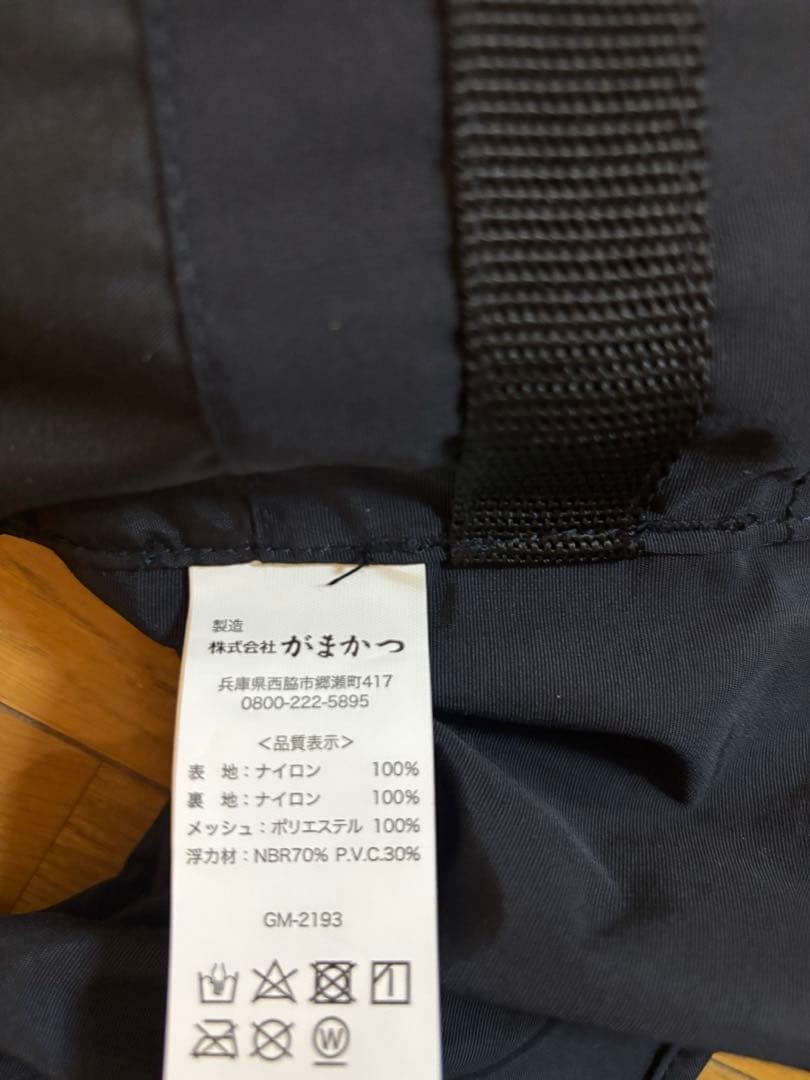 製造
株式会社 がまかつ
兵庫県西脇市郷瀬町417
0800-222-5895
＜品質表示＞
表 地：ナイロン 100%
裏 地：ナイロン 100%
メッシュ：ポリエステル 100%
浮力材：NBR70% P.V.C.30%
GM-2193
W